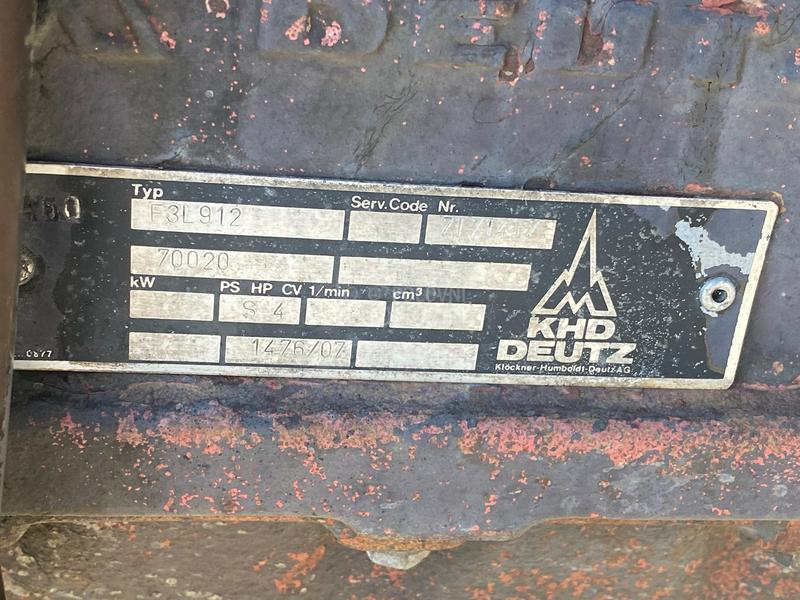 DEUTZ
Typ
Serv.Code Nr.
F3L912
70020
kW PS HP CV 1/min cm³
S 4
1476/07
KHD
DEUTZ
Klöckner-Humboldt-Deutz AG